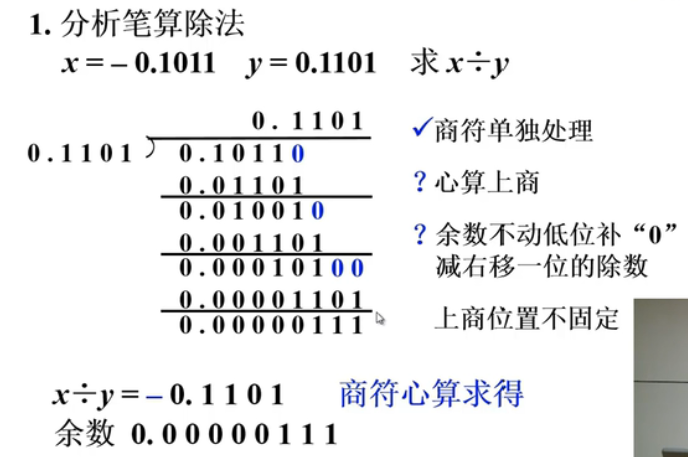 1. 分析笔算除法
x = – 0.1011 y = 0.1101 求 x÷y
0.1101
✓商符单独处理
0.1101 ) 0.10110
0.01101
? 心算上商
0.010010
0.001101
? 余数不动低位补“0”
减右移一位的除数
0.00010100
0.00001101
0.00000111
上商位置不固定
x÷y = – 0.1101 商符心算求得
余数 0.00000111